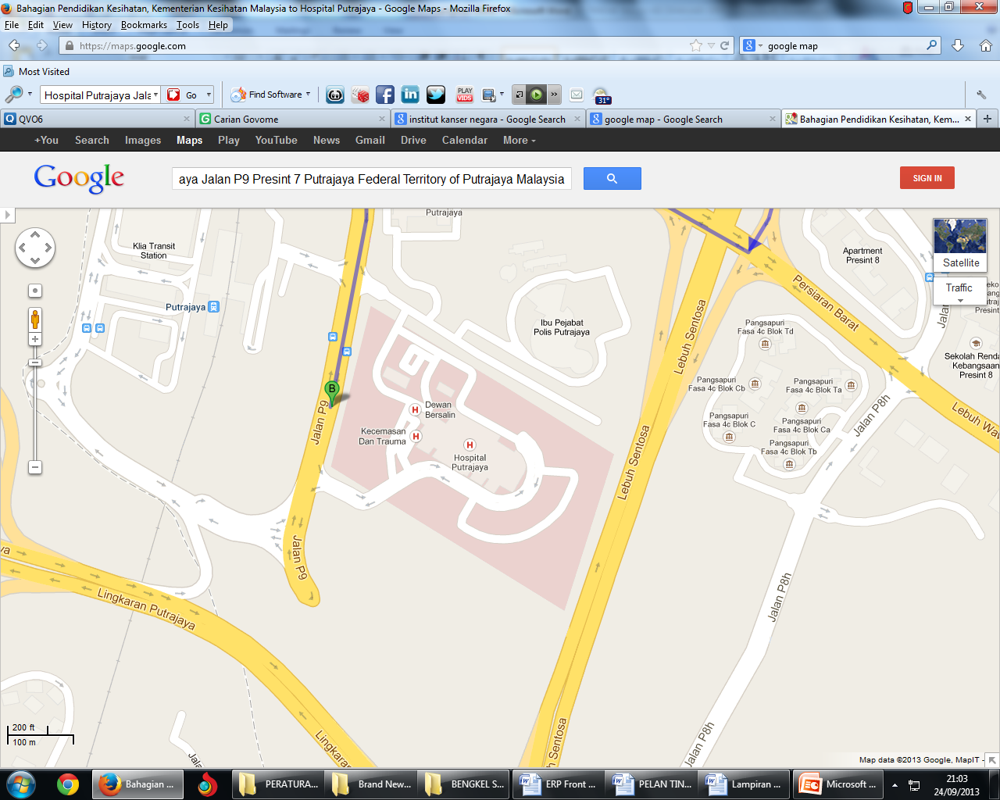 Bahagian Pendidikan Kesihatan, Kementerian Kesihatan Malaysia to Hospital Putrajaya - Google Maps - Mozilla Firefox
File Edit View History Bookmarks Tools Help
https://maps.google.com
google map
Most Visited
Hospital Putrajaya Jala
Go
Find Software
PLAY VIDS
31°
QVO6
Carian Govome
institut kanser negara - Google Search
google map - Google Search
Bahagian Pendidikan Kesihatan, Kem...
+You Search Images Maps Play YouTube News Gmail Drive Calendar More
Google
aya Jalan P9 Presint 7 Putrajaya Federal Territory of Putrajaya Malaysia
SIGN IN
Putrajaya
Klia Transit
Station
Apartment
Presint 8
Satellite
Traffic
Persiaran Barat
Putrajaya
Ibu Pejabat
Polis Putrajaya
Lebuh Sentosa
Pangsapuri
Fasa 4c Blok Td
Sekolah Renda
Kebangsaan
Presint 8
Pangsapuri
Fasa 4c Blok Cb
Pangsapuri
Fasa 4c Blok Ta
B
Jalan P9
Dewan
Bersalin
Kecemasan
Dan Trauma
Hospital
Putrajaya
Pangsapuri
Fasa 4c Blok C
Pangsapuri
Fasa 4c Blok Ca
Pangsapuri
Fasa 4c Blok Tb
Jalan P8h
Lebuh Waw
Lebuh Sentosa
Jalan P9
Lingkaran Putrajaya
Jalan P8h
Lingkaran
h Sentosa
Jalan P8h
Jala
200 ft
100 m
Map data ©2013 Google, MapIT -
Bahagian ...
PERATURA...
Brand New...
BENGKEL S...
ERP Front ...
PELAN TIN...
Lampiran ...
Microsoft ...
21:03
24/09/2013